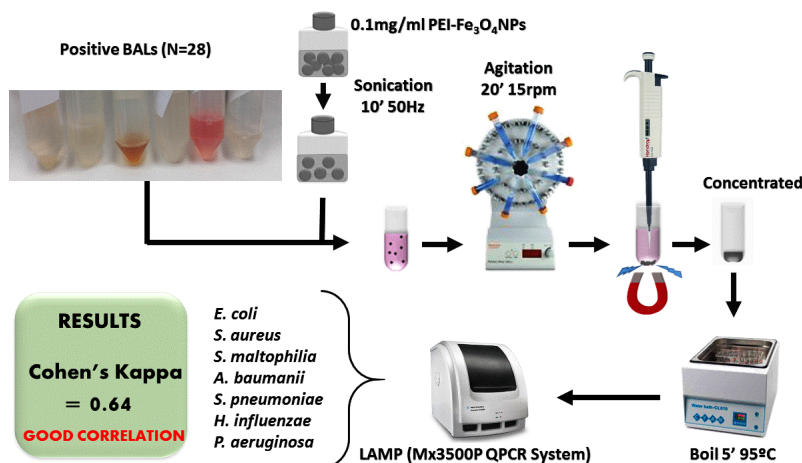 0.1mg/ml PEI-Fe₃O₄NPs
Positive BALs (N=28)
Sonication
10’ 50Hz
Agitation
20’ 15rpm
Concentrated
RESULTS
Cohen’s Kappa
= 0.64
GOOD CORRELATION
E. coli
S. aureus
S. maltophilia
A. baumanii
S. pneumoniae
H. influenzae
P. aeruginosa
LAMP (Mx3500P QPCR System)
Boil 5’ 95ºC